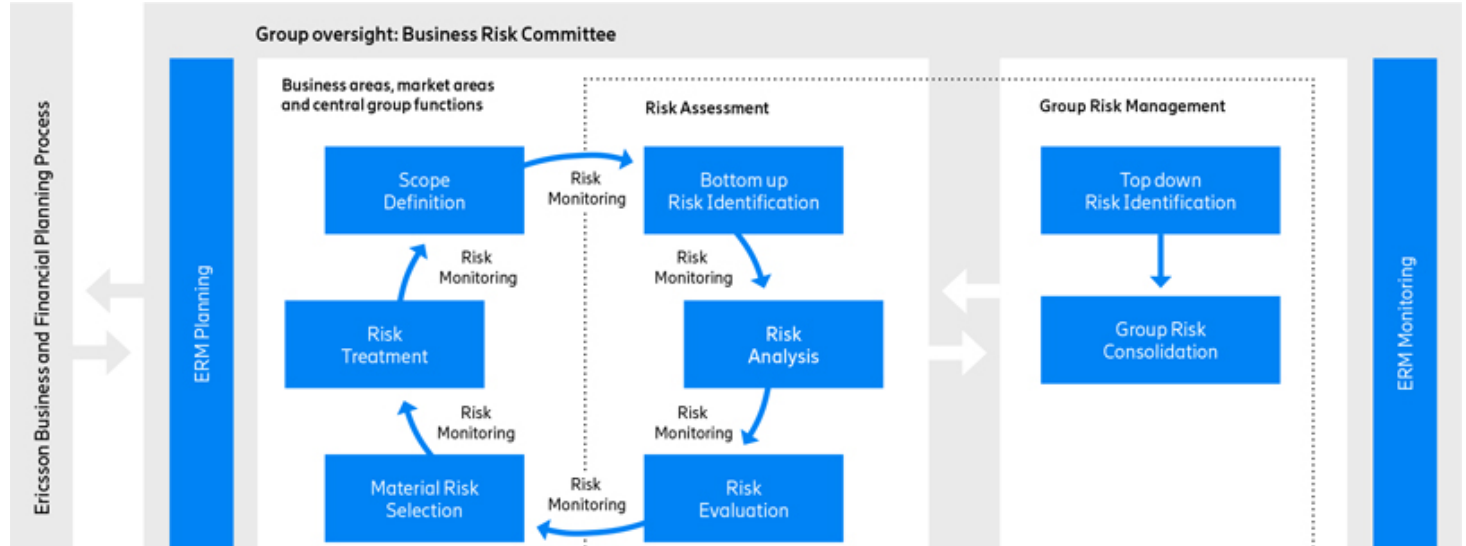 Group oversight: Business Risk Committee
Ericsson Business and Financial Planning Process
ERM Planning
Business areas, market areas
and central group functions
Risk Assessment
Group Risk Management
Scope
Definition
Risk
Monitoring
Bottom up
Risk Identification
Top down
Risk Identification
Risk
Monitoring
Risk
Monitoring
Risk
Treatment
Risk
Analysis
Group Risk
Consolidation
Risk
Monitoring
Risk
Monitoring
Material Risk
Selection
Risk
Monitoring
Risk
Evaluation
ERM Monitoring